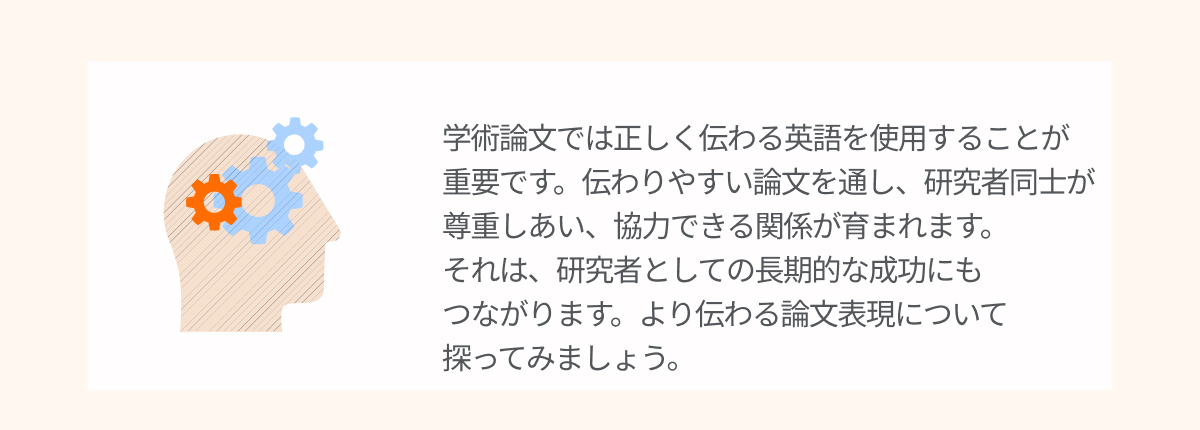 学術論文では正しく伝わる英語を使用することが
重要です。伝わりやすい論文を通し、研究者同士が
尊重しあい、協力できる関係が育まれます。
それは、研究者としての長期的な成功にも
つながります。より伝わる論文表現について
探ってみましょう。